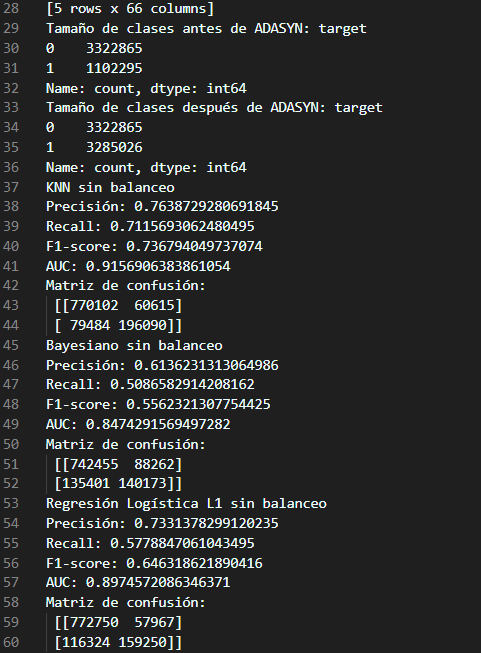 28 [5 rows x 66 columns]
29 Tamaño de clases antes de ADASYN: target
30 0    3322865
31 1    1102295
32 Name: count, dtype: int64
33 Tamaño de clases después de ADASYN: target
34 0    3322865
35 1    3285026
36 Name: count, dtype: int64
37 KNN sin balanceo
38 Precisión: 0.7638729280691845
39 Recall: 0.7115693062480495
40 F1-score: 0.736794049737074
41 AUC: 0.9156906383861054
42 Matriz de confusión:
43  [[770102  60615]
44  [ 79484 196090]]
45 Bayesiano sin balanceo
46 Precisión: 0.6136231313064986
47 Recall: 0.5086582914208162
48 F1-score: 0.5562321307754425
49 AUC: 0.8474291569497282
50 Matriz de confusión:
51  [[742455  88262]
52  [135401 140173]]
53 Regresión Logística L1 sin balanceo
54 Precisión: 0.7331378299120235
55 Recall: 0.5778847061043495
56 F1-score: 0.646318621890416
57 AUC: 0.8974572086346371
58 Matriz de confusión:
59  [[772750  57967]
60  [116324 159250]]